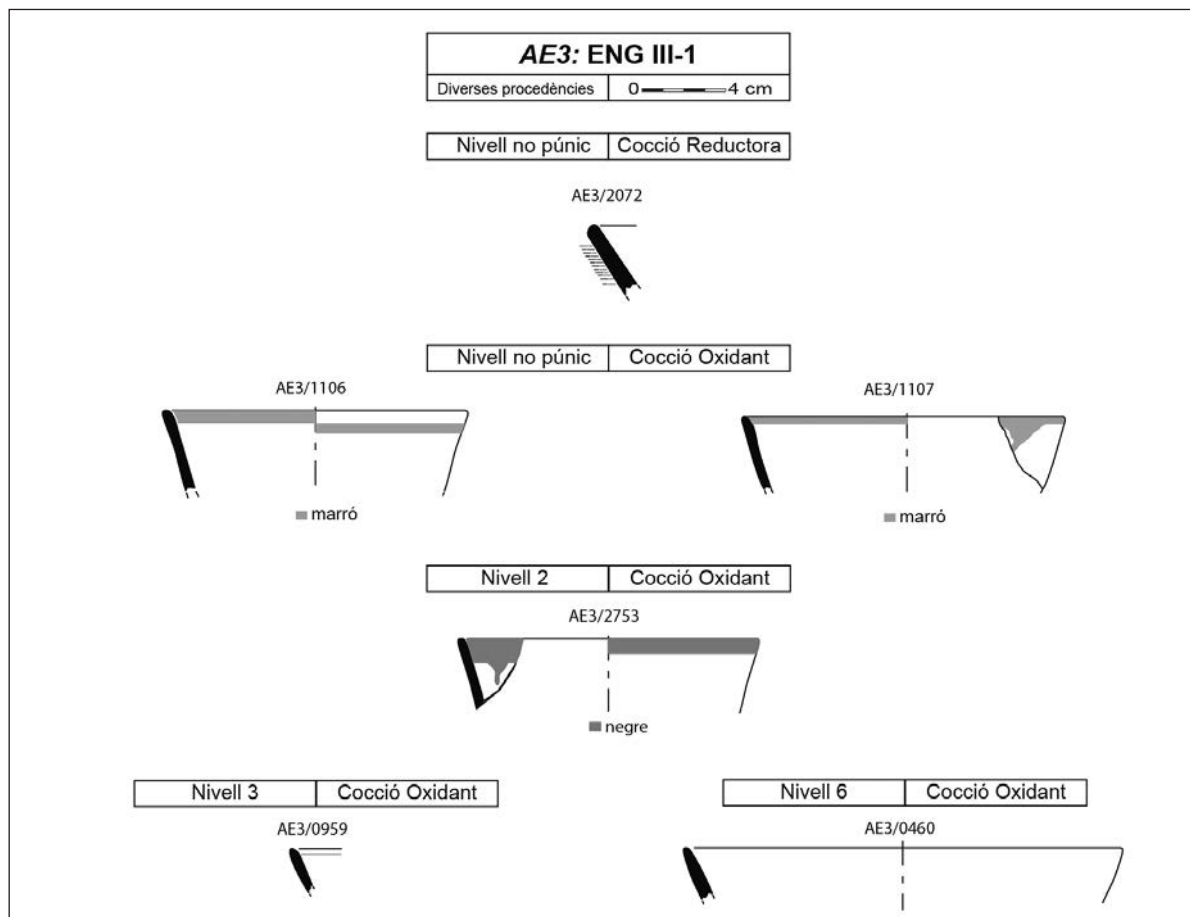 AE3: ENG III-1
Diverses procedències 0 4 cm
Nivell no púnic Cocció Reductora
AE3/2072
Nivell no púnic Cocció Oxidant
AE3/1106 AE3/1107
marró marró
Nivell 2 Cocció Oxidant
AE3/2753
negre
Nivell 3 Cocció Oxidant Nivell 6 Cocció Oxidant
AE3/0959 AE3/0460